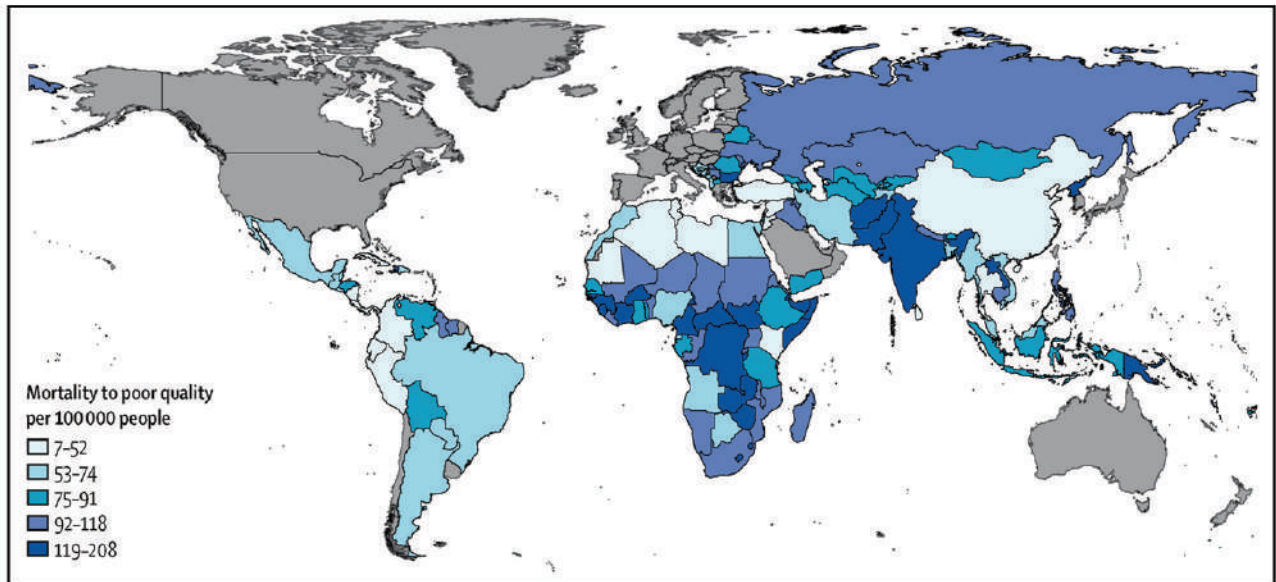 Mortality to poor quality
per 100 000 people
7–52
53–74
75–91
92–118
119–208